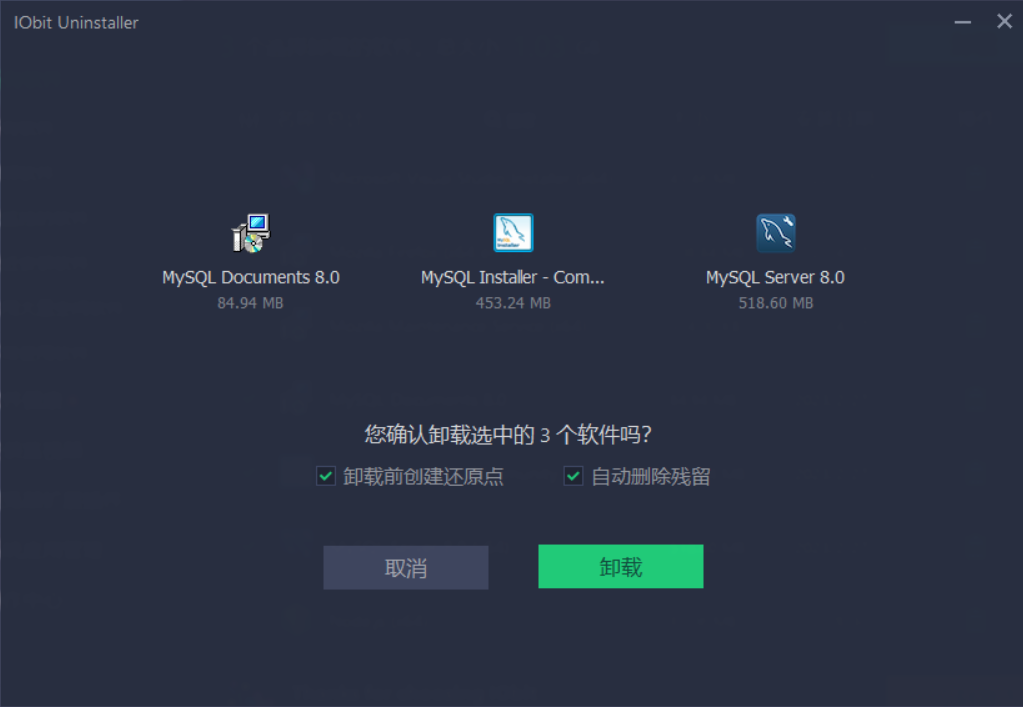 IObit Uninstaller
MySQL Documents 8.0
MySQL Installer - Com...
MySQL Server 8.0
84.94 MB
453.24 MB
518.60 MB
您确认卸载选中的 3 个软件吗?
卸载前创建还原点
自动删除残留
取消
卸载